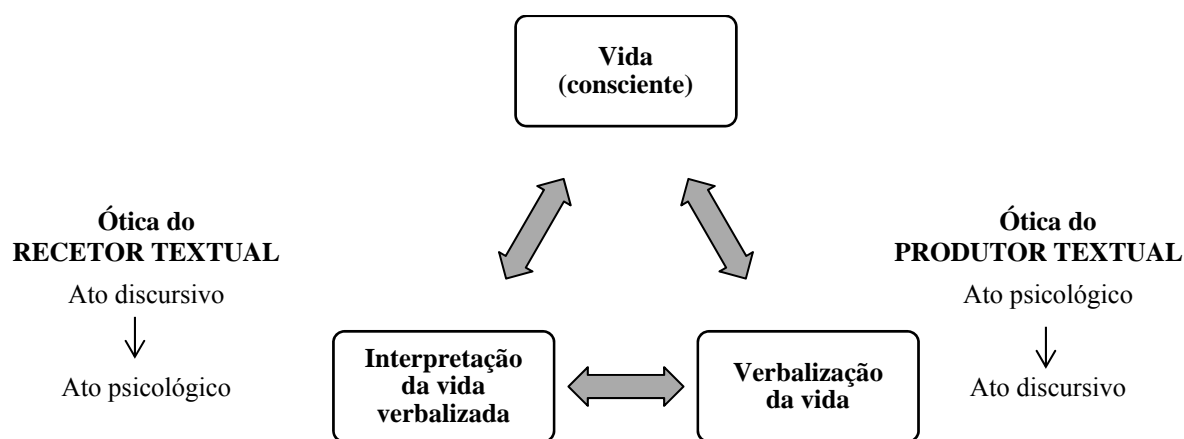 Vida
(consciente)
Ótica do
RECETOR TEXTUAL
Ato discursivo
Ato psicológico
Ótica do
PRODUTOR TEXTUAL
Ato psicológico
Ato discursivo
Interpretação
da vida
verbalizada
Verbalização
da vida